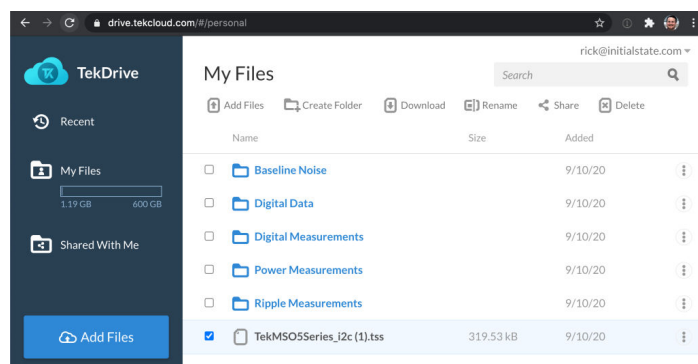 drive.tekcloud.com/#/personal
TK
TekDrive
Recent
My Files
1.19 GB 600 GB
Shared With Me
Add Files
rick@initialstate.com
My Files
Search
Add Files Create Folder Download Rename Share Delete
Name Size Added
Baseline Noise 9/10/20
Digital Data 9/10/20
Digital Measurements 9/10/20
Power Measurements 9/10/20
Ripple Measurements 9/10/20
TekMSO5Series_i2c (1).tss 319.53 kB 9/10/20